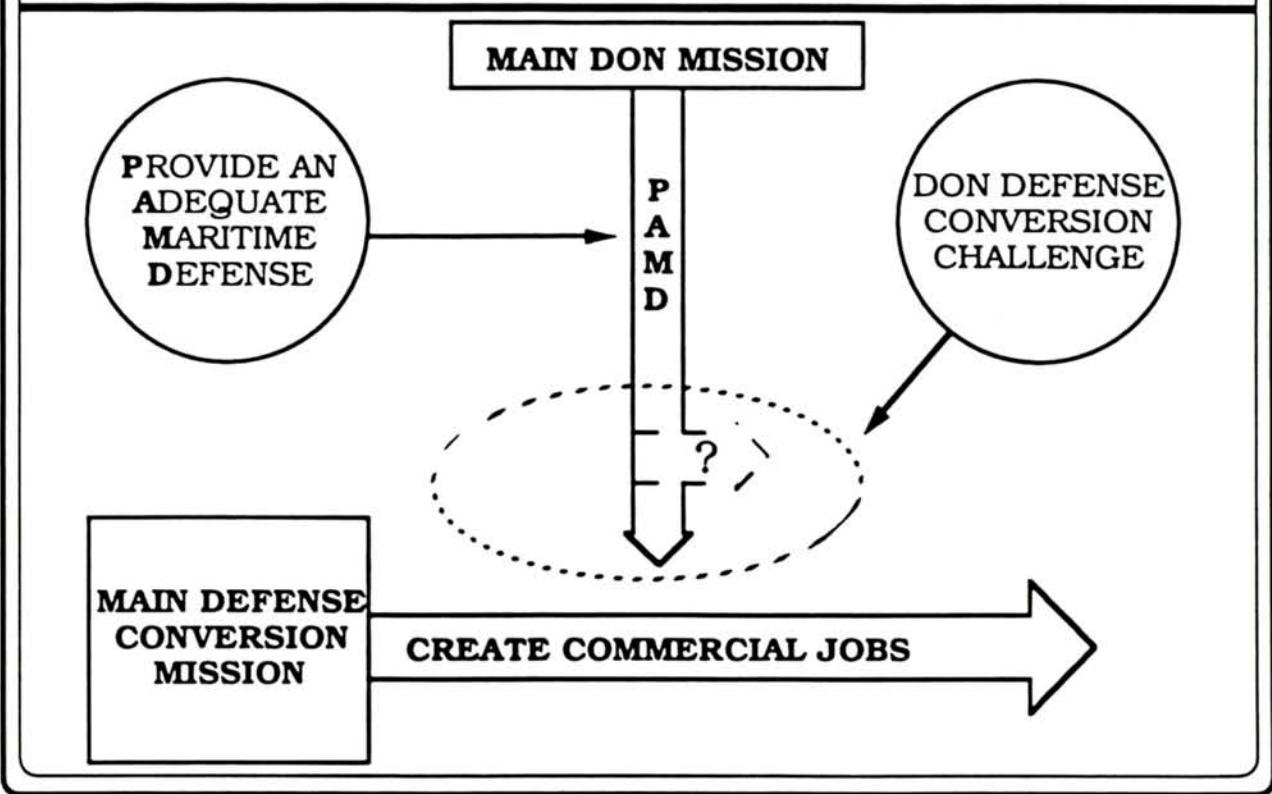 MAIN DON MISSION
PROVIDE AN
ADEQUATE
MARITIME
DEFENSE
P
A
M
D
DON DEFENSE
CONVERSION
CHALLENGE
?
MAIN DEFENSE
CONVERSION
MISSION
CREATE COMMERCIAL JOBS